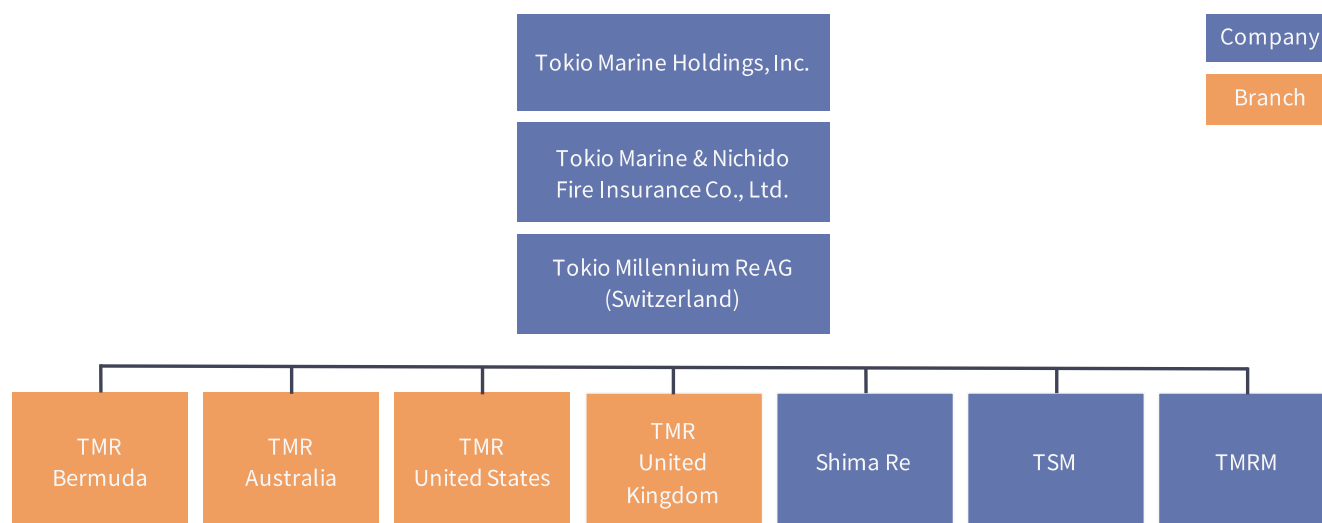 Tokio Marine Holdings, Inc.
Company
Branch
Tokio Marine & Nichido
Fire Insurance Co., Ltd.
Tokio Millennium Re AG
(Switzerland)
TMR
Bermuda
TMR
Australia
TMR
United States
TMR
United
Kingdom
Shima Re
TSM
TMRM